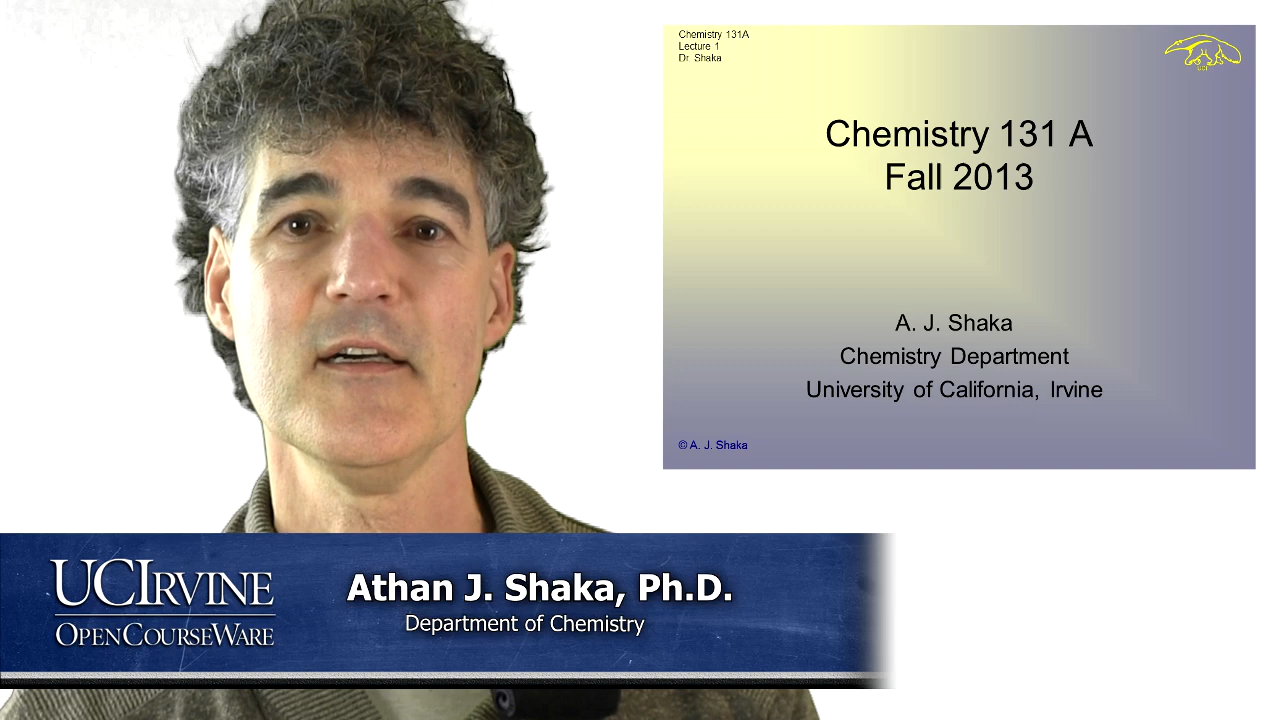 Chemistry 131A
Lecture 1
Dr. Shaka
UCI
Chemistry 131 A
Fall 2013
A. J. Shaka
Chemistry Department
University of California, Irvine
© A. J. Shaka
UCIRVINE
OPENCOURSEWARE
Athan J. Shaka, Ph.D.
Department of Chemistry